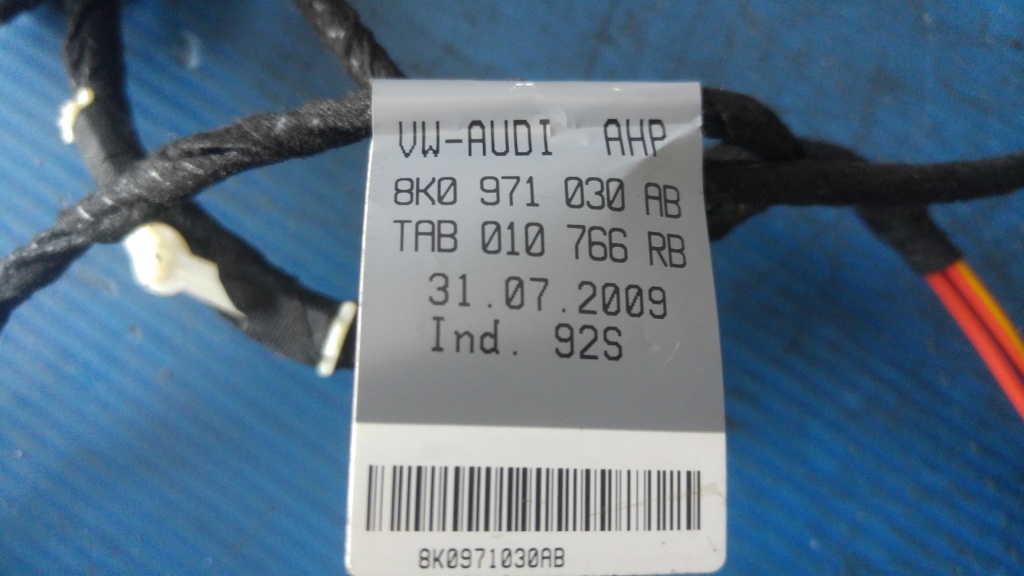 VW-AUDI AHP
8K0 971 030 AB
TAB 010 766 RB
31.07.2009
Ind. 92S
8K0971030AB